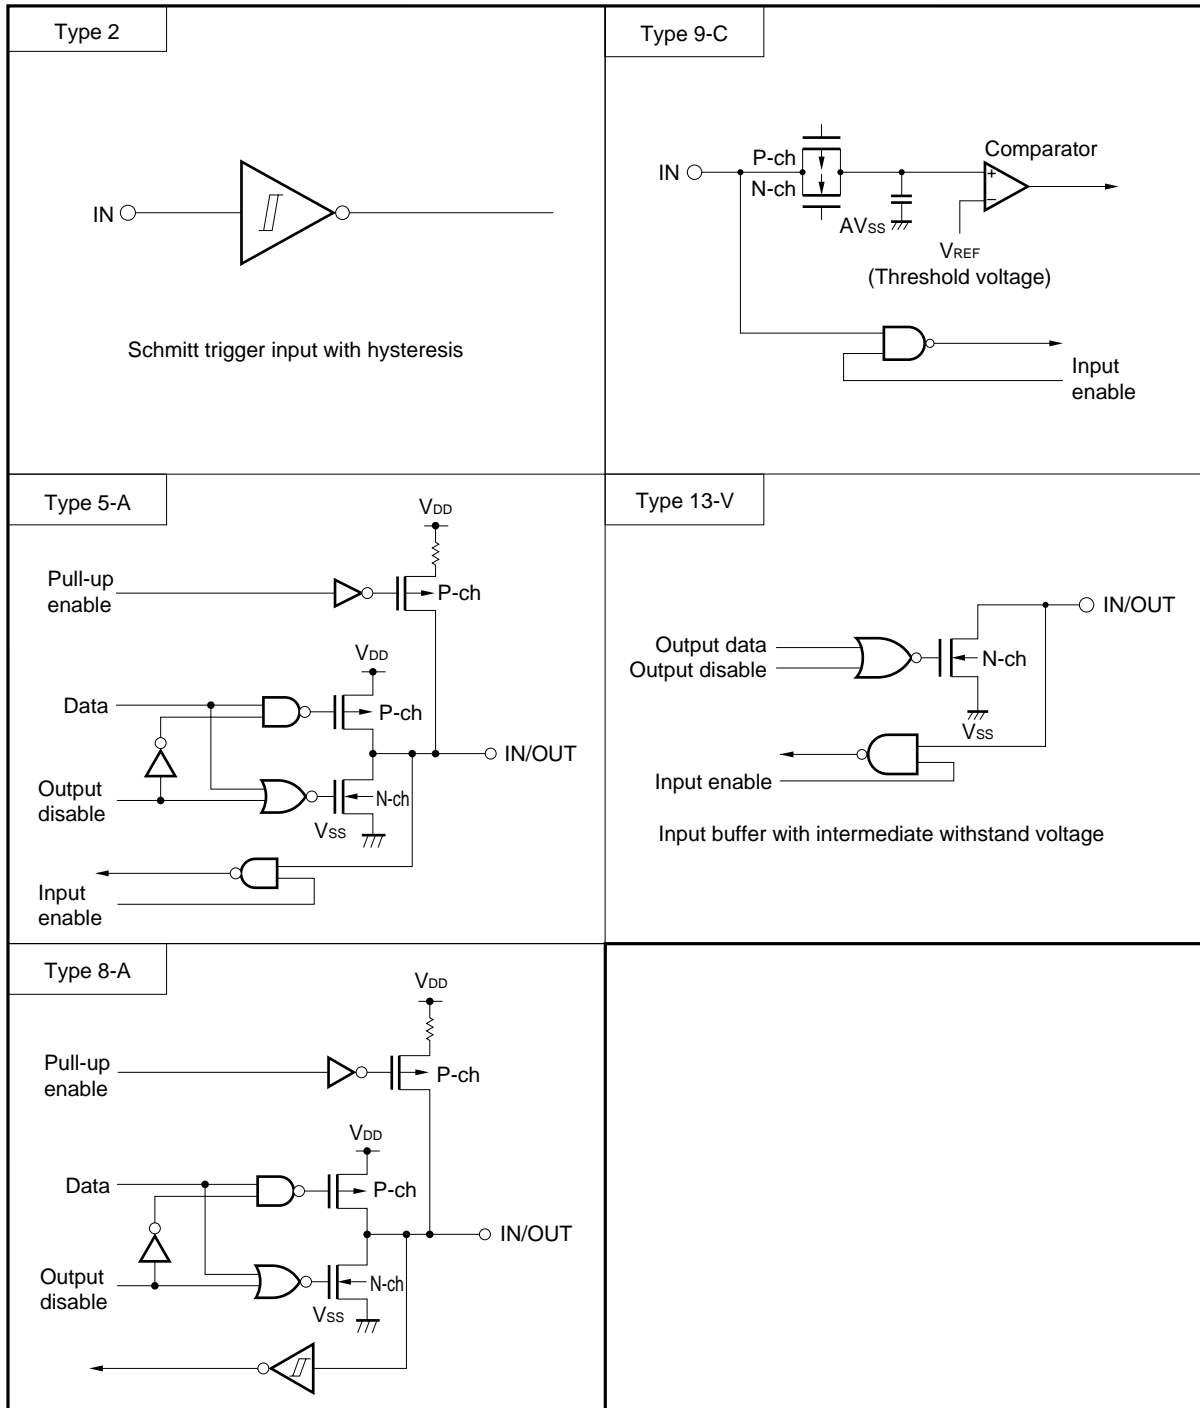 Type 2
IN
Schmitt trigger input with hysteresis
Type 9-C
IN
P-ch
N-ch
Comparator
+
−
AVSS
VREF
(Threshold voltage)
Input
enable
Type 5-A
VDD
Pull-up
enable
P-ch
VDD
Data
P-ch
IN/OUT
Output
disable
N-ch
VSS
Input
enable
Type 13-V
IN/OUT
Output data
Output disable
N-ch
VSS
Input enable
Input buffer with intermediate withstand voltage
Type 8-A
VDD
Pull-up
enable
P-ch
VDD
Data
P-ch
IN/OUT
Output
disable
N-ch
VSS